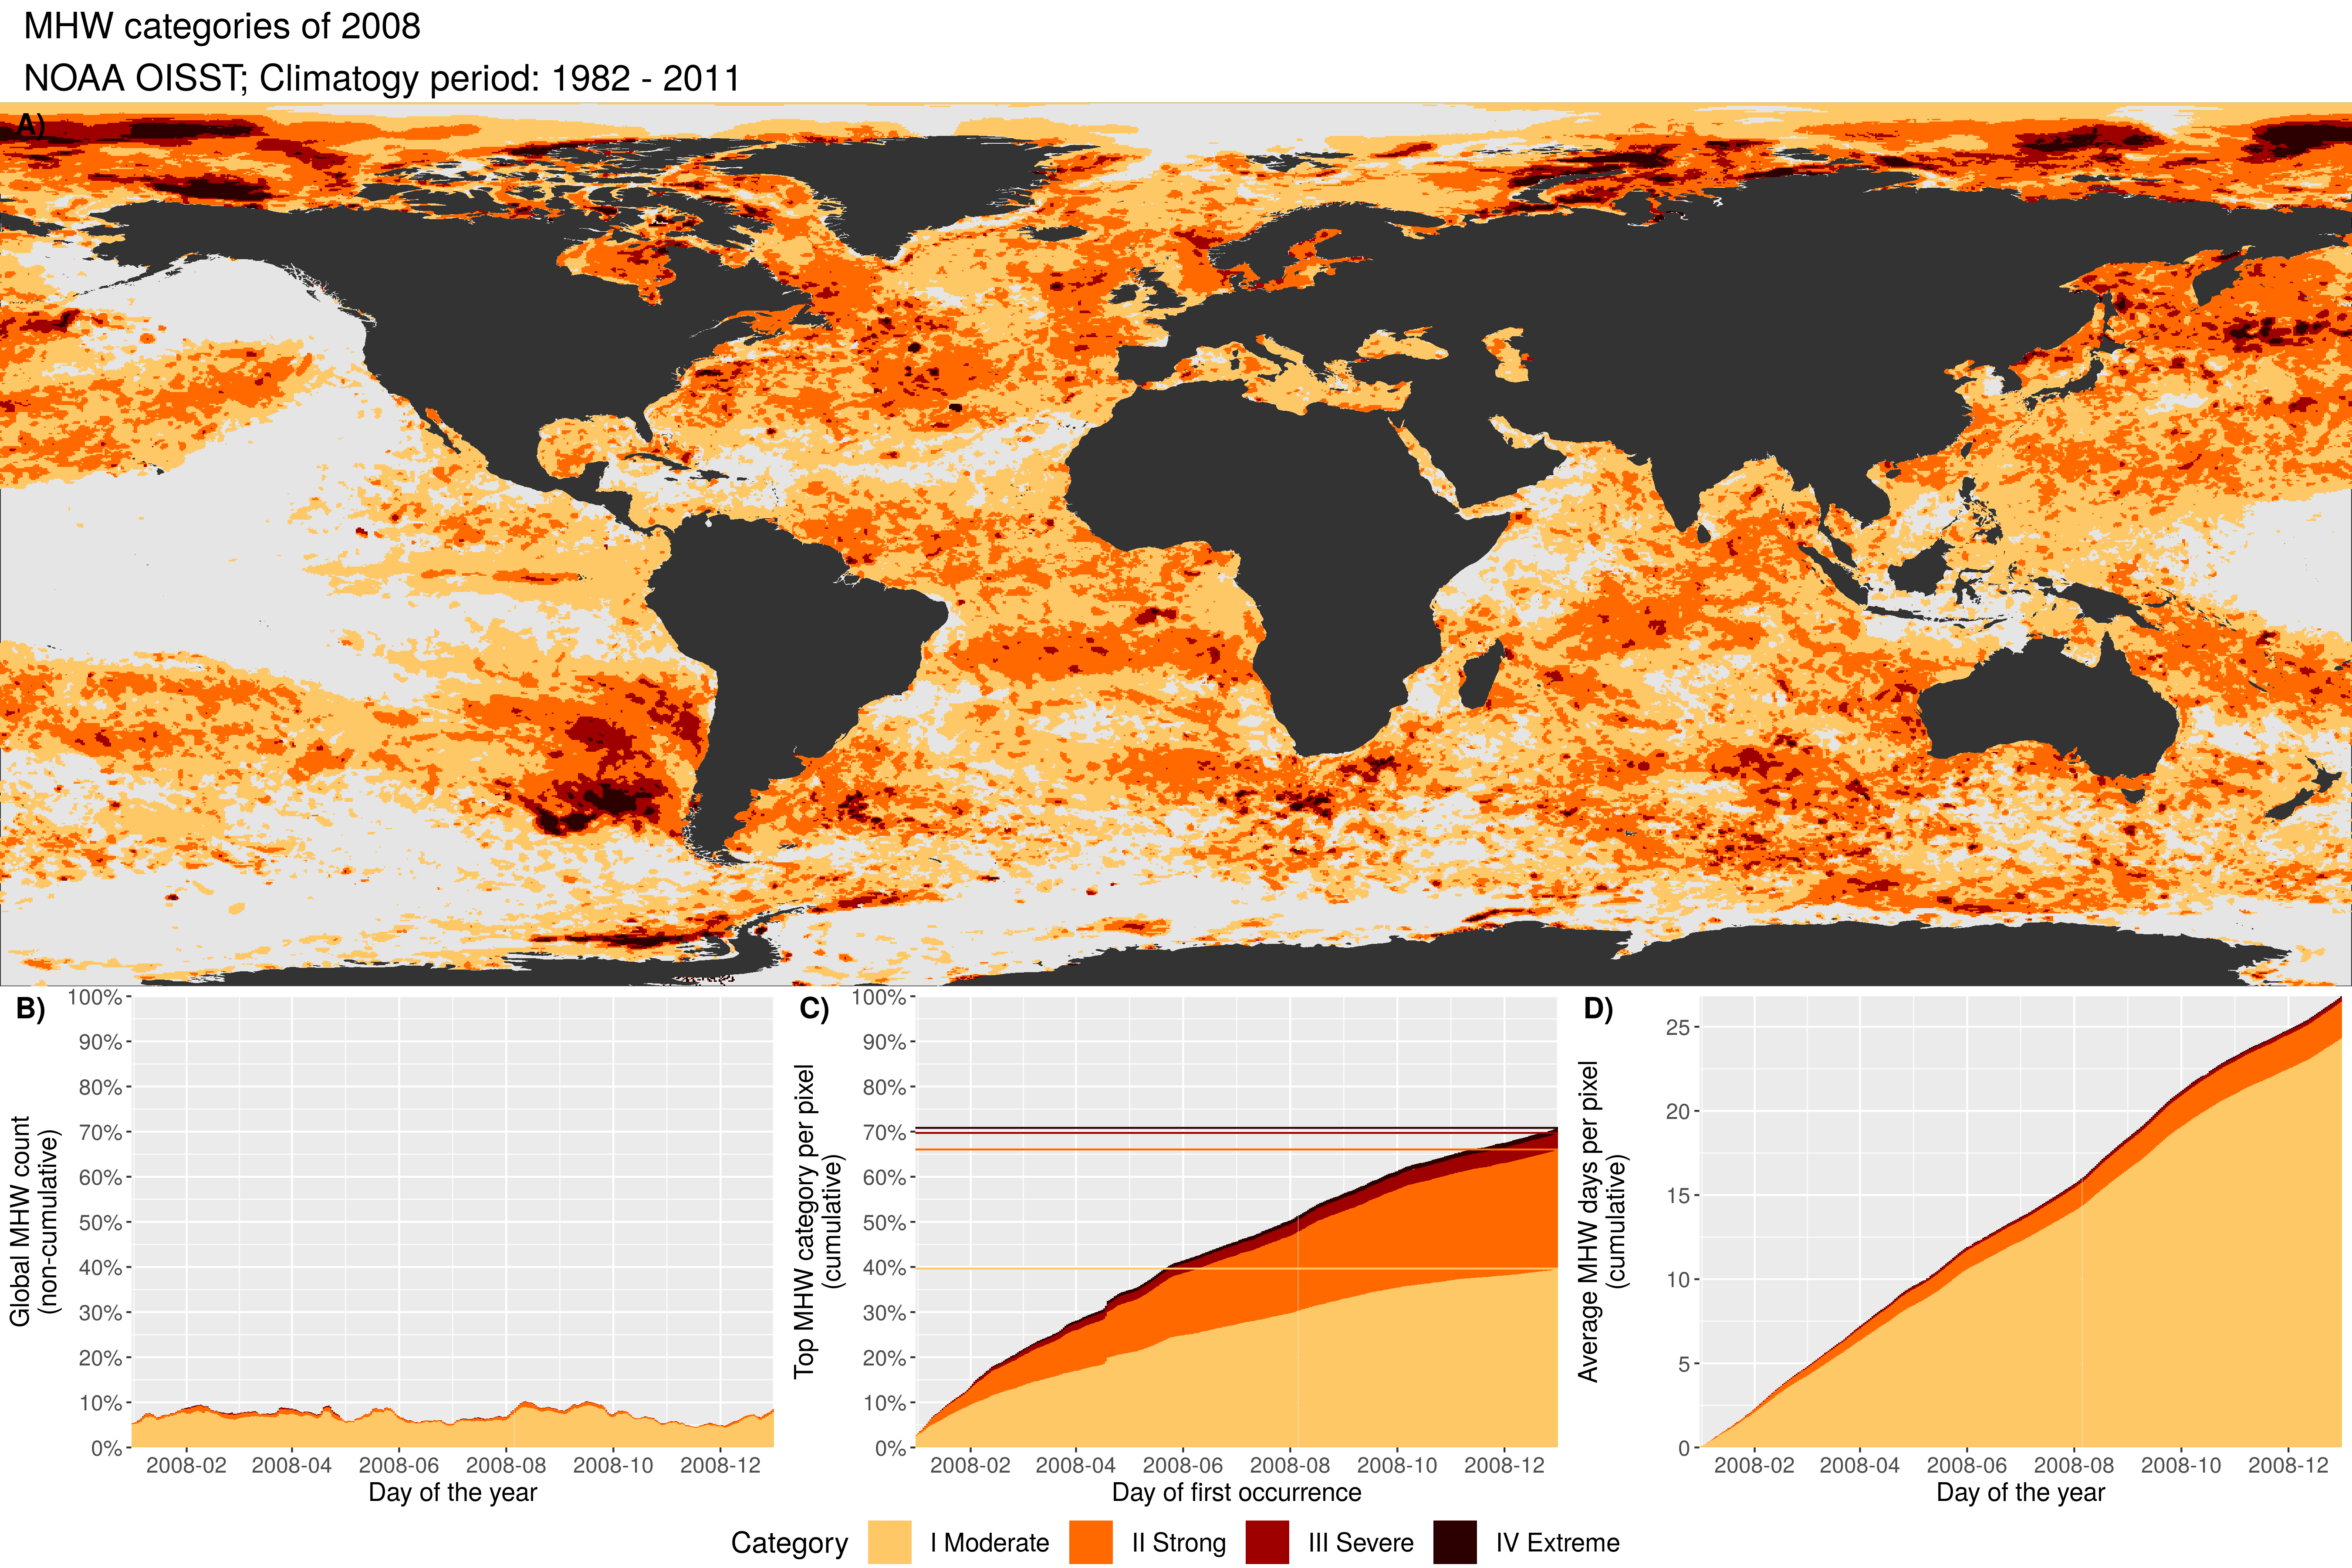 MHW categories of 2008
NOAA OISST; Climatogy period: 1982 - 2011
A)
B)
Global MHW count
(non-cumulative)
100%
90%
80%
70%
60%
50%
40%
30%
20%
10%
0%
2008-02 2008-04 2008-06 2008-08 2008-10 2008-12
Day of the year
C)
Top MHW category per pixel
(cumulative)
100%
90%
80%
70%
60%
50%
40%
30%
20%
10%
0%
2008-02 2008-04 2008-06 2008-08 2008-10 2008-12
Day of first occurrence
D)
Average MHW days per pixel
(cumulative)
25
20
15
10
5
0
2008-02 2008-04 2008-06 2008-08 2008-10 2008-12
Day of the year
Category I Moderate II Strong III Severe IV Extreme